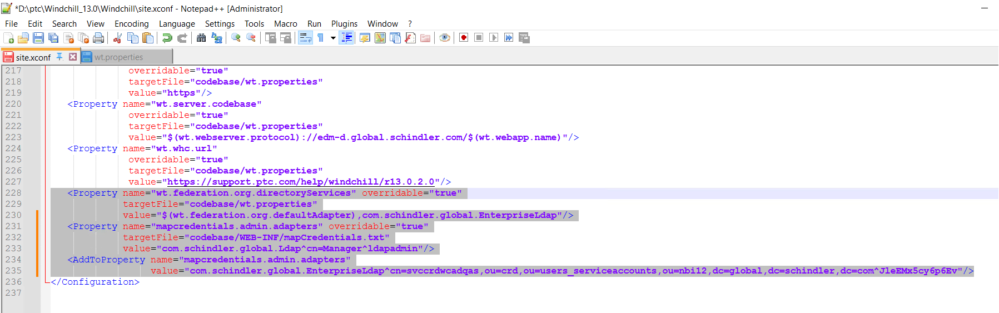 *D:\ptc\Windchill_13.0\Windchill\site.xconf - Notepad++ [Administrator]
File Edit Search View Encoding Language Settings Tools Macro Run Plugins Window ?
site.xconf wt.properties
217 overridable="true"
218 targetFile="codebase/wt.properties"
219 value="https"/>
220 <Property name="wt.server.codebase"
221 overridable="true"
222 targetFile="codebase/wt.properties"
223 value="$(wt.webserver.protocol)://edm-d.global.schindler.com/$(wt.webapp.name)"/>
224 <Property name="wt.whc.url"
225 overridable="true"
226 targetFile="codebase/wt.properties"
227 value="https://support.ptc.com/help/windchill/r13.0.2.0"/>
228 <Property name="wt.federation.org.directoryServices" overridable="true"
229 targetFile="codebase/wt.properties"
230 value="$(wt.federation.org.defaultAdapter),com.schindler.global.EnterpriseLdap"/>
231 <Property name="mapcredentials.admin.adapters" overridable="true"
232 targetFile="codebase/WEB-INF/mapCredentials.txt"
233 value="com.schindler.global.Ldap^cn=Manager^ldapadmin"/>
234 <AddToProperty name="mapcredentials.admin.adapters"
235 value="com.schindler.global.EnterpriseLdap^cn=svccrdwcadqas,ou=crd,ou=users_serviceaccounts,ou=nbi12,dc=global,dc=schindler,dc=com^JleEMx5cy6p6Ev"/>
236 </Configuration>
237